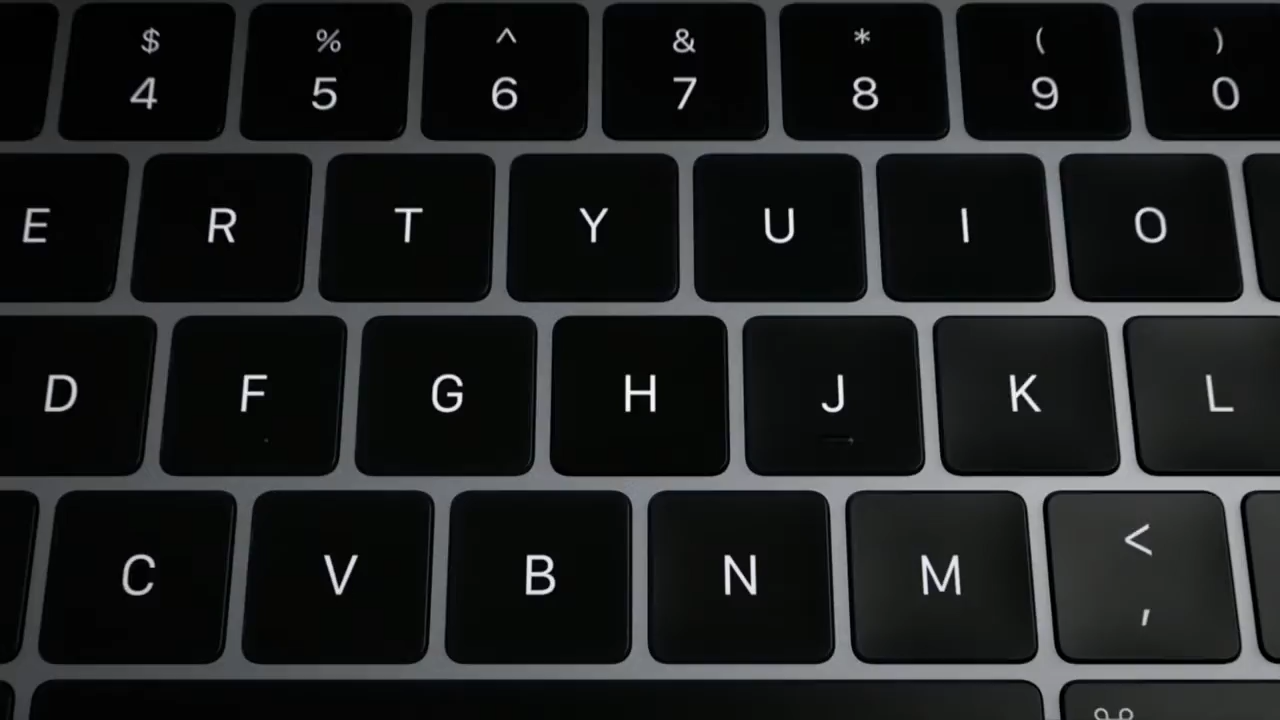 $ % ^ & * ( )
4 5 6 7 8 9 0
E R T Y U I O
D F G H J K L
C V B N M <
,
⌘